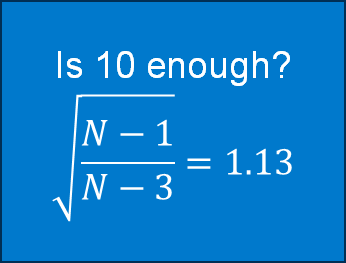 Is 10 enough?
√((N − 1)/(N − 3)) = 1.13